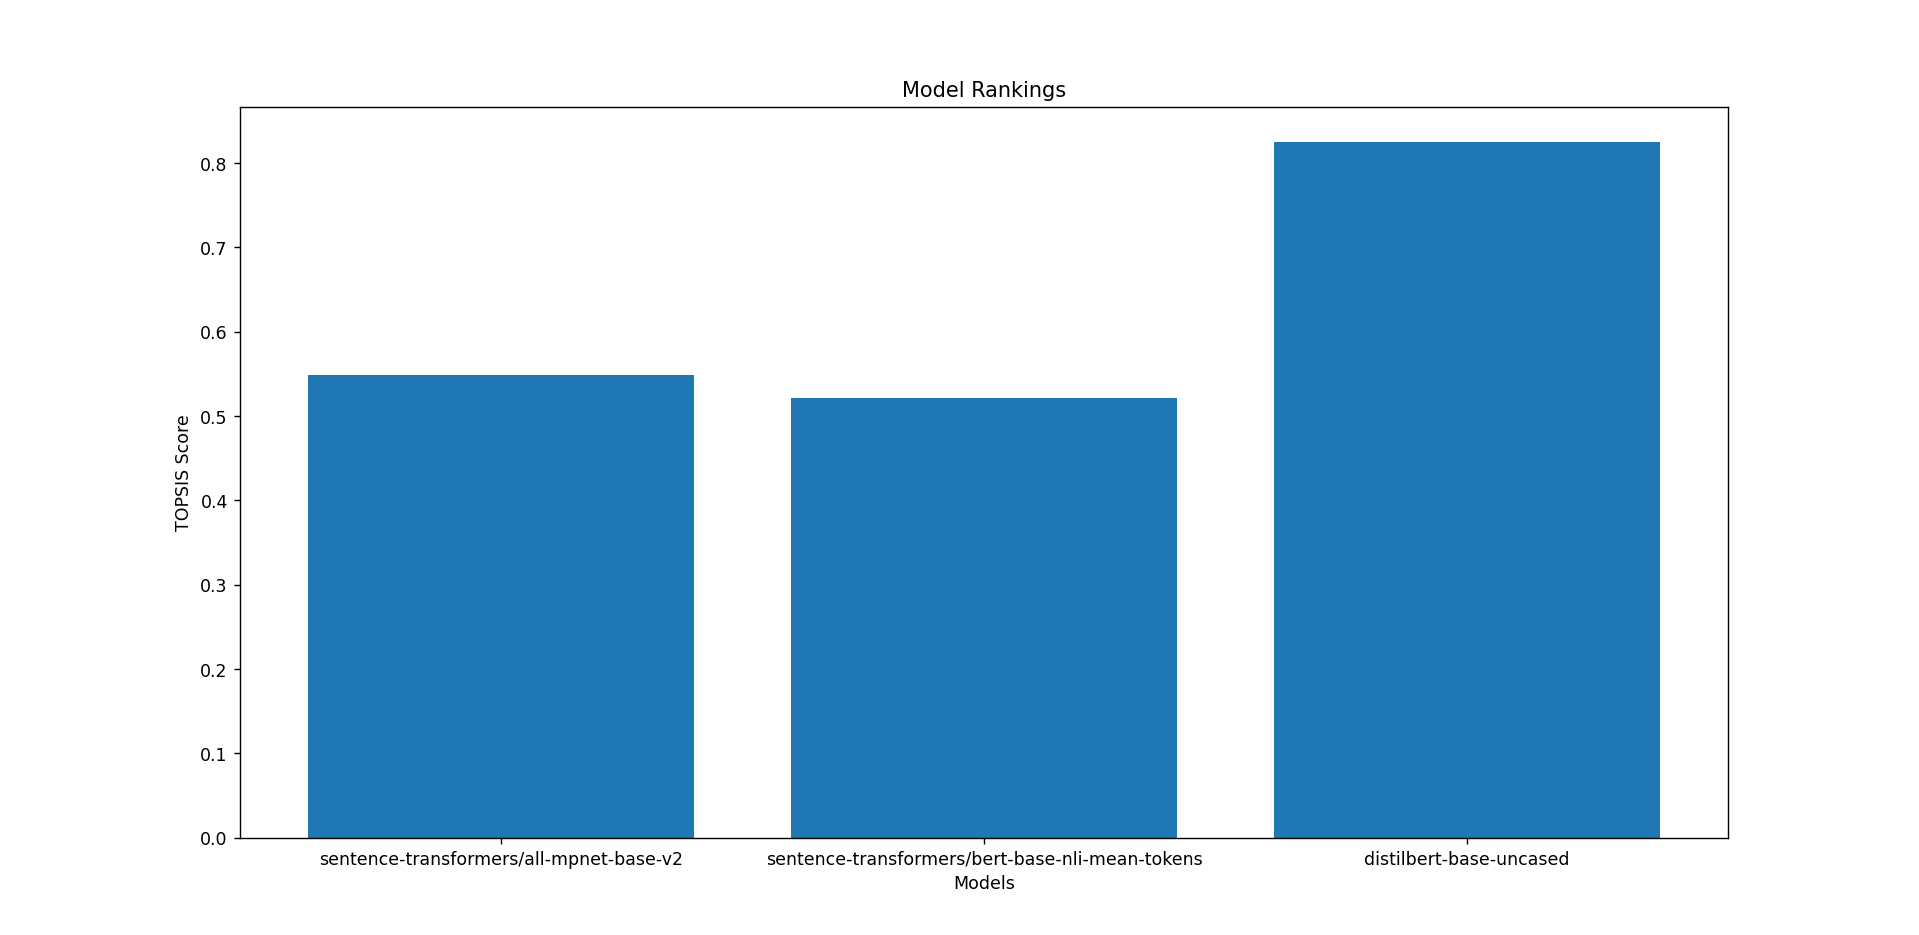 Model Rankings
TOPSIS Score
0.8
0.7
0.6
0.5
0.4
0.3
0.2
0.1
0.0
sentence-transformers/all-mpnet-base-v2
sentence-transformers/bert-base-nli-mean-tokens
distilbert-base-uncased
Models